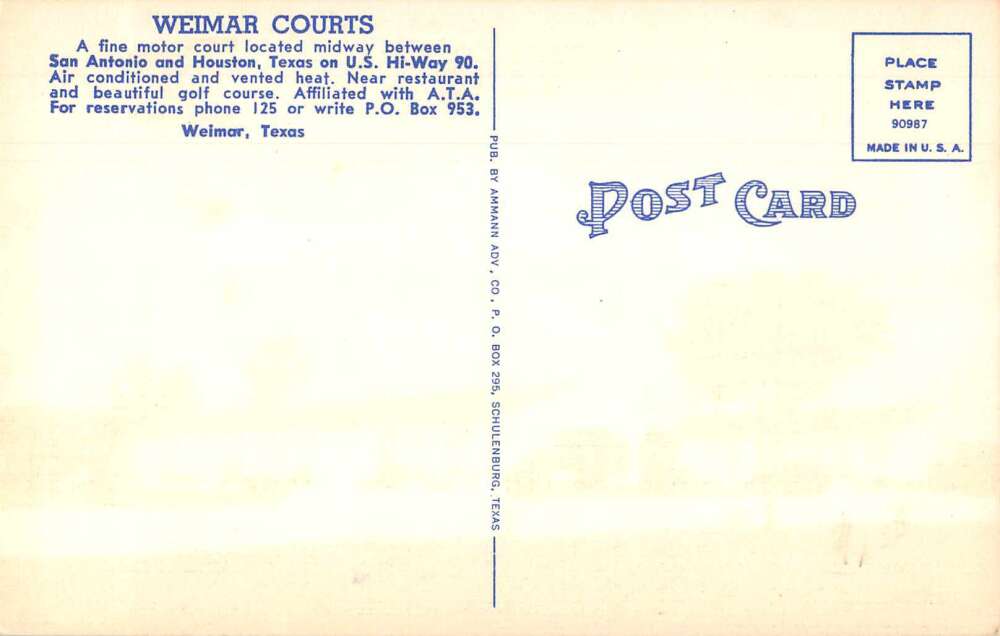 WEIMAR COURTS
A fine motor court located midway between
San Antonio and Houston, Texas on U.S. Hi-Way 90.
Air conditioned and vented heat. Near restaurant
and beautiful golf course. Affiliated with A.T.A.
For reservations phone 125 or write P.O. Box 953.
Weimar, Texas
PUB. BY AMMANN ADV., CO., P. O. BOX 295, SCHULENBURG, TEXAS
PLACE
STAMP
HERE
90987
MADE IN U. S. A.
POST CARD